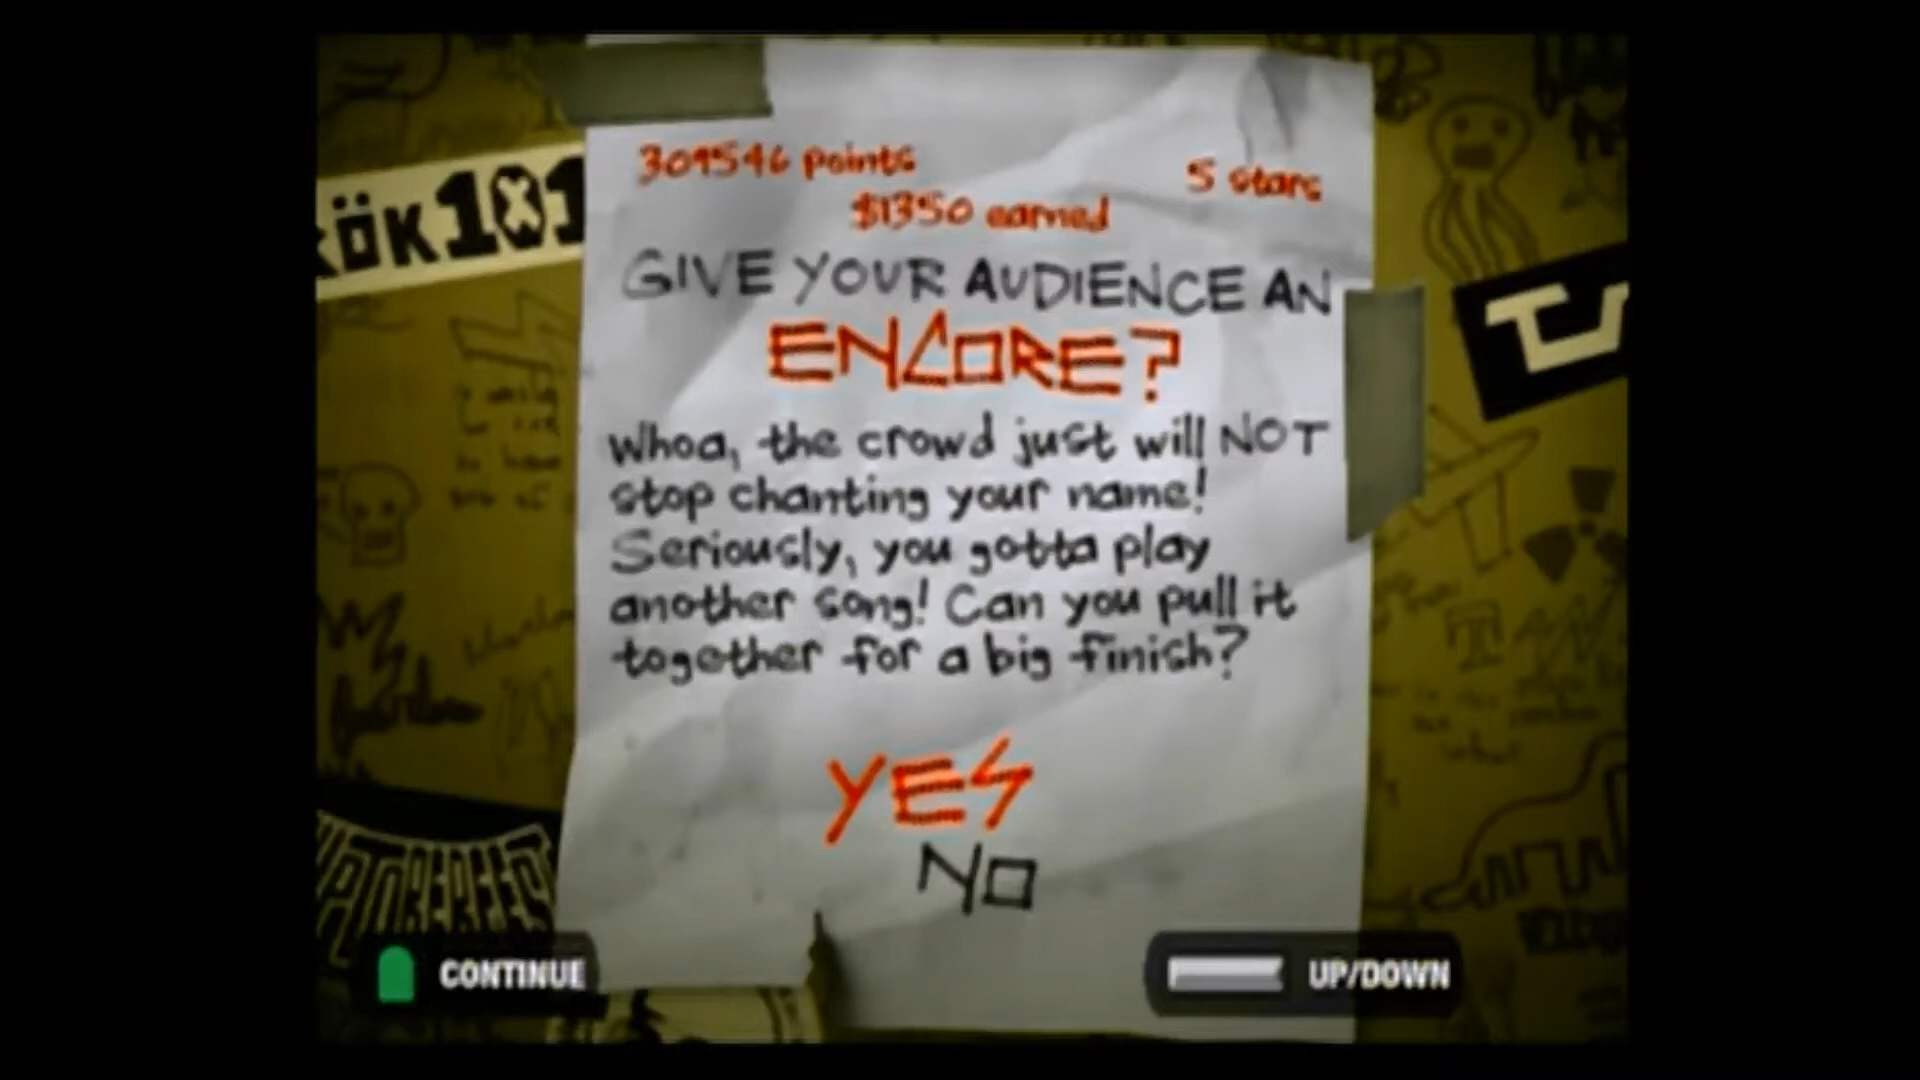 309546 points
5 stars
$1350 earned
GIVE YOUR AUDIENCE AN
ENCORE?
Whoa, the crowd just will NOT
stop chanting your name!
Seriously, you gotta play
another song! Can you pull it
together for a big finish?
YES
NO
CONTINUE
UP/DOWN